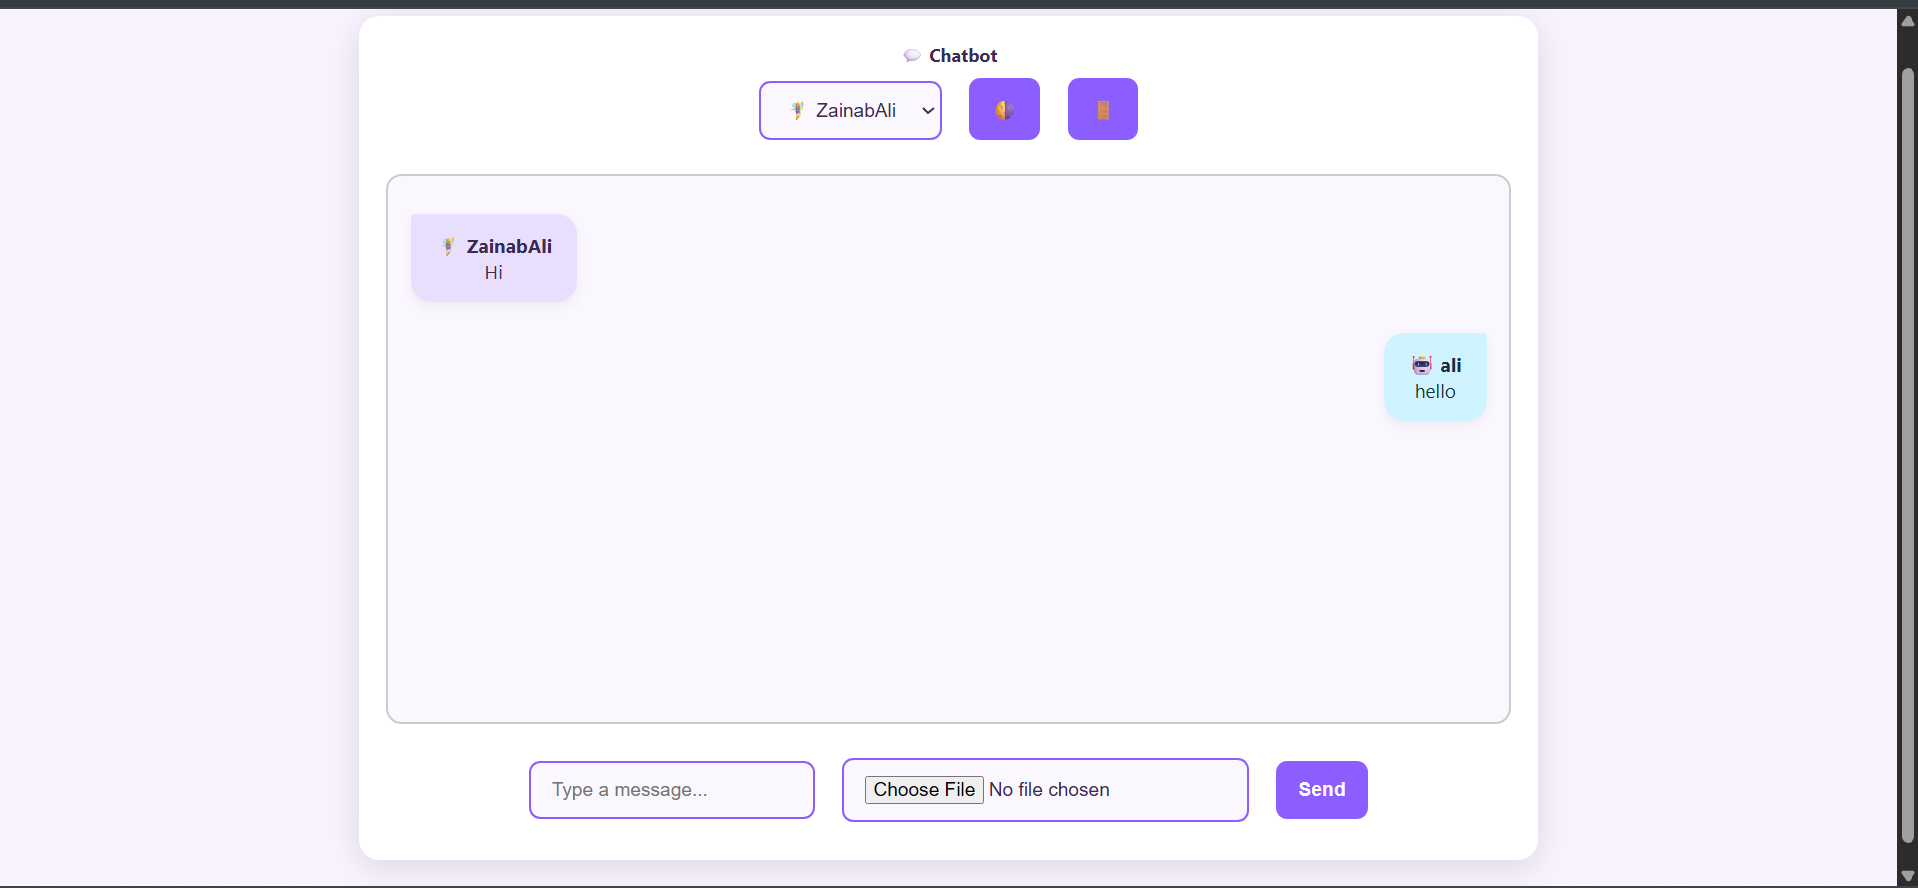 Chatbot
ZainabAli
ZainabAli
Hi
ali
hello
Type a message...
Choose File No file chosen
Send